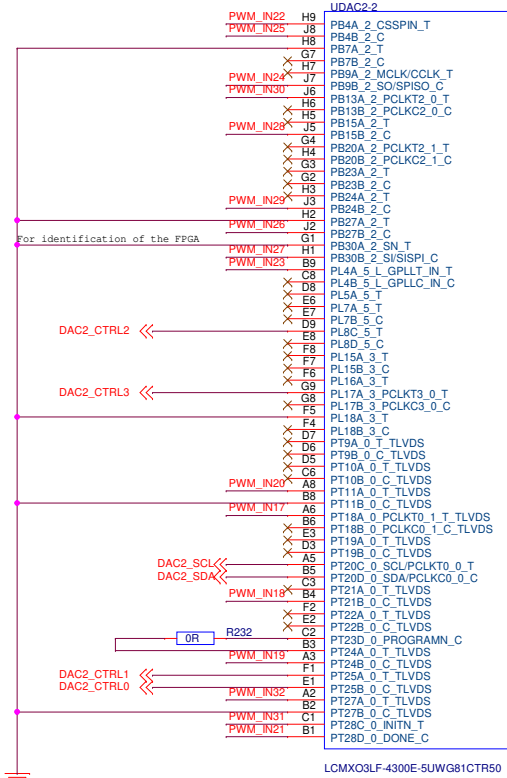 UDAC2-2
PWM_IN22 H9 PB4A_2_CSSPIN_T
PWM_IN25 J8 PB4B_2_C
H8 PB7A_2_T
G7 PB7B_2_C
H7 PB9A_2_MCLK/CCLK_T
PWM_IN24 J7 PB9B_2_SO/SPISO_C
PWM_IN30 J6 PB13A_2_PCLKT2_0_T
H6 PB13B_2_PCLKC2_0_C
H5 PB15A_2_T
PWM_IN28 J5 PB15B_2_C
G4 PB20A_2_PCLKT2_1_T
H4 PB20B_2_PCLKC2_1_C
G3 PB23A_2_T
G2 PB23B_2_C
H3 PB24A_2_T
PWM_IN29 J3 PB24B_2_C
H2 PB27A_2_T
PWM_IN26 J2 PB27B_2_C
For identification of the FPGA G1 PB30A_2_SN_T
PWM_IN27 H1 PB30B_2_SI/SISPI_C
PWM_IN23 B9 PL4A_5_L_GPLLT_IN_T
C8 PL4B_5_L_GPLLC_IN_C
D8 PL5A_5_T
E6 PL7A_5_T
E7 PL7B_5_C
DAC2_CTRL2 D9 PL8C_5_T
E8 PL8D_5_C
F8 PL15A_3_T
F7 PL15B_3_C
F6 PL16A_3_T
DAC2_CTRL3 G9 PL17A_3_PCLKT3_0_T
G8 PL17B_3_PCLKC3_0_C
F5 PL18A_3_T
F4 PL18B_3_C
D7 PT9A_0_T_TLVDS
D6 PT9B_0_C_TLVDS
D5 PT10A_0_T_TLVDS
C6 PT10B_0_C_TLVDS
PWM_IN20 A8 PT11A_0_T_TLVDS
B8 PT11B_0_C_TLVDS
PWM_IN17 A6 PT18A_0_PCLKT0_1_T_TLVDS
B6 PT18B_0_PCLKC0_1_C_TLVDS
E3 PT19A_0_T_TLVDS
D3 PT19B_0_C_TLVDS
DAC2_SCL A5 PT20C_0_SCL/PCLKT0_0_T
DAC2_SDA B5 PT20D_0_SDA/PCLKC0_0_C
C3 PT21A_0_T_TLVDS
PWM_IN18 B4 PT21B_0_C_TLVDS
F2 PT22A_0_T_TLVDS
E2 PT22B_0_C_TLVDS
0R R232 C2 PT23D_0_PROGRAMN_C
B3 PT24A_0_T_TLVDS
PWM_IN19 A3 PT24B_0_C_TLVDS
DAC2_CTRL1 F1 PT25A_0_T_TLVDS
DAC2_CTRL0 E1 PT25B_0_C_TLVDS
PWM_IN32 A2 PT27A_0_T_TLVDS
B2 PT27B_0_C_TLVDS
PWM_IN31 C1 PT28C_0_INITN_T
PWM_IN21 B1 PT28D_0_DONE_C
LCMXO3LF-4300E-5UWG81CTR50